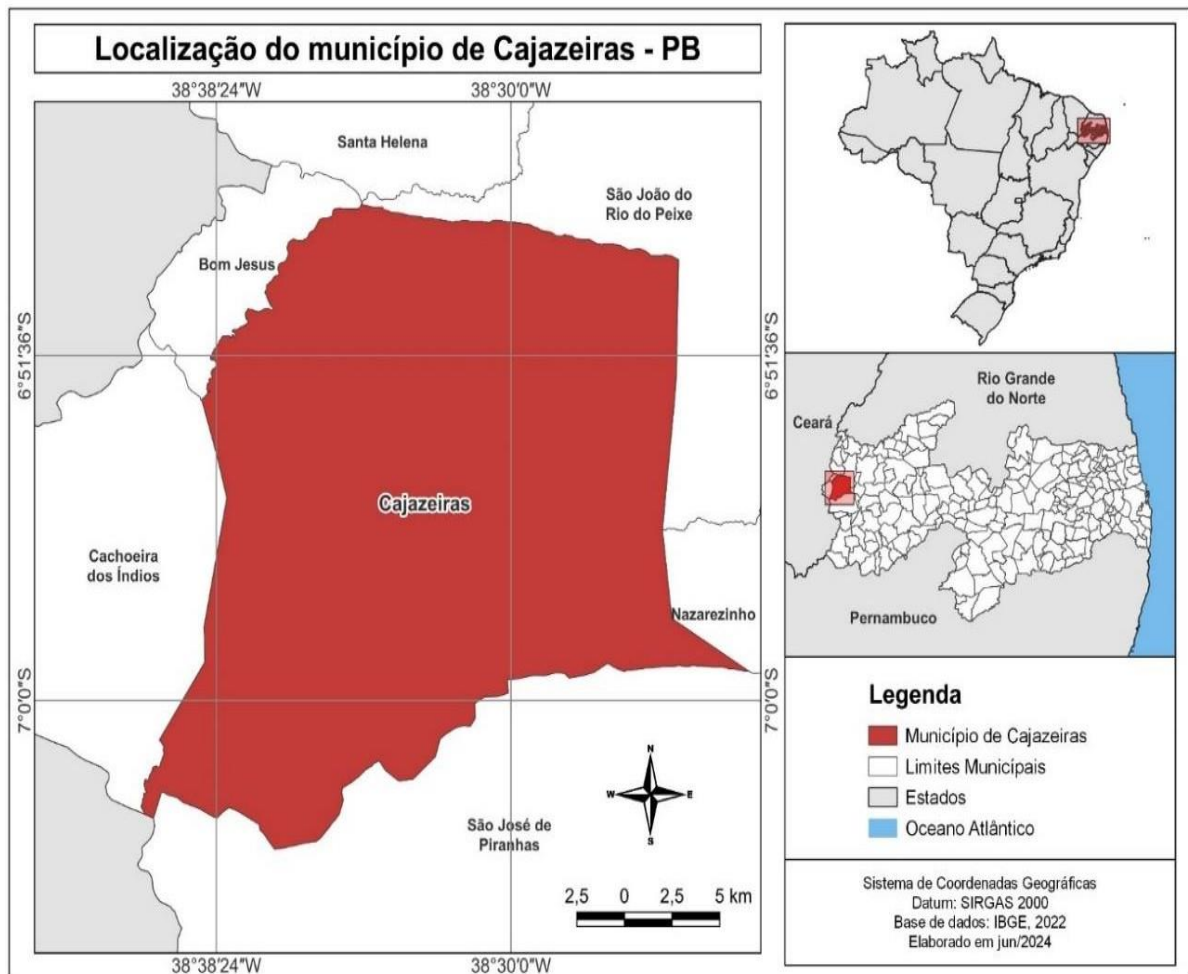 Localização do município de Cajazeiras - PB
38°38'24"W
38°30'0"W
Santa Helena
São João do
Rio do Peixe
Bom Jesus
6°51'36"S
6°51'36"S
Cajazeiras
Cachoeira
dos Índios
Nazarezinho
7°0'0"S
7°0'0"S
São José de
Piranhas
N
W
E
S
2,5 0 2,5 5 km
38°38'24"W
38°30'0"W
Rio Grande
do Norte
Ceará
Pernambuco
Legenda
Município de Cajazeiras
Limites Municipais
Estados
Oceano Atlântico
Sistema de Coordenadas Geográficas
Datum: SIRGAS 2000
Base de dados: IBGE, 2022
Elaborado em jun/2024